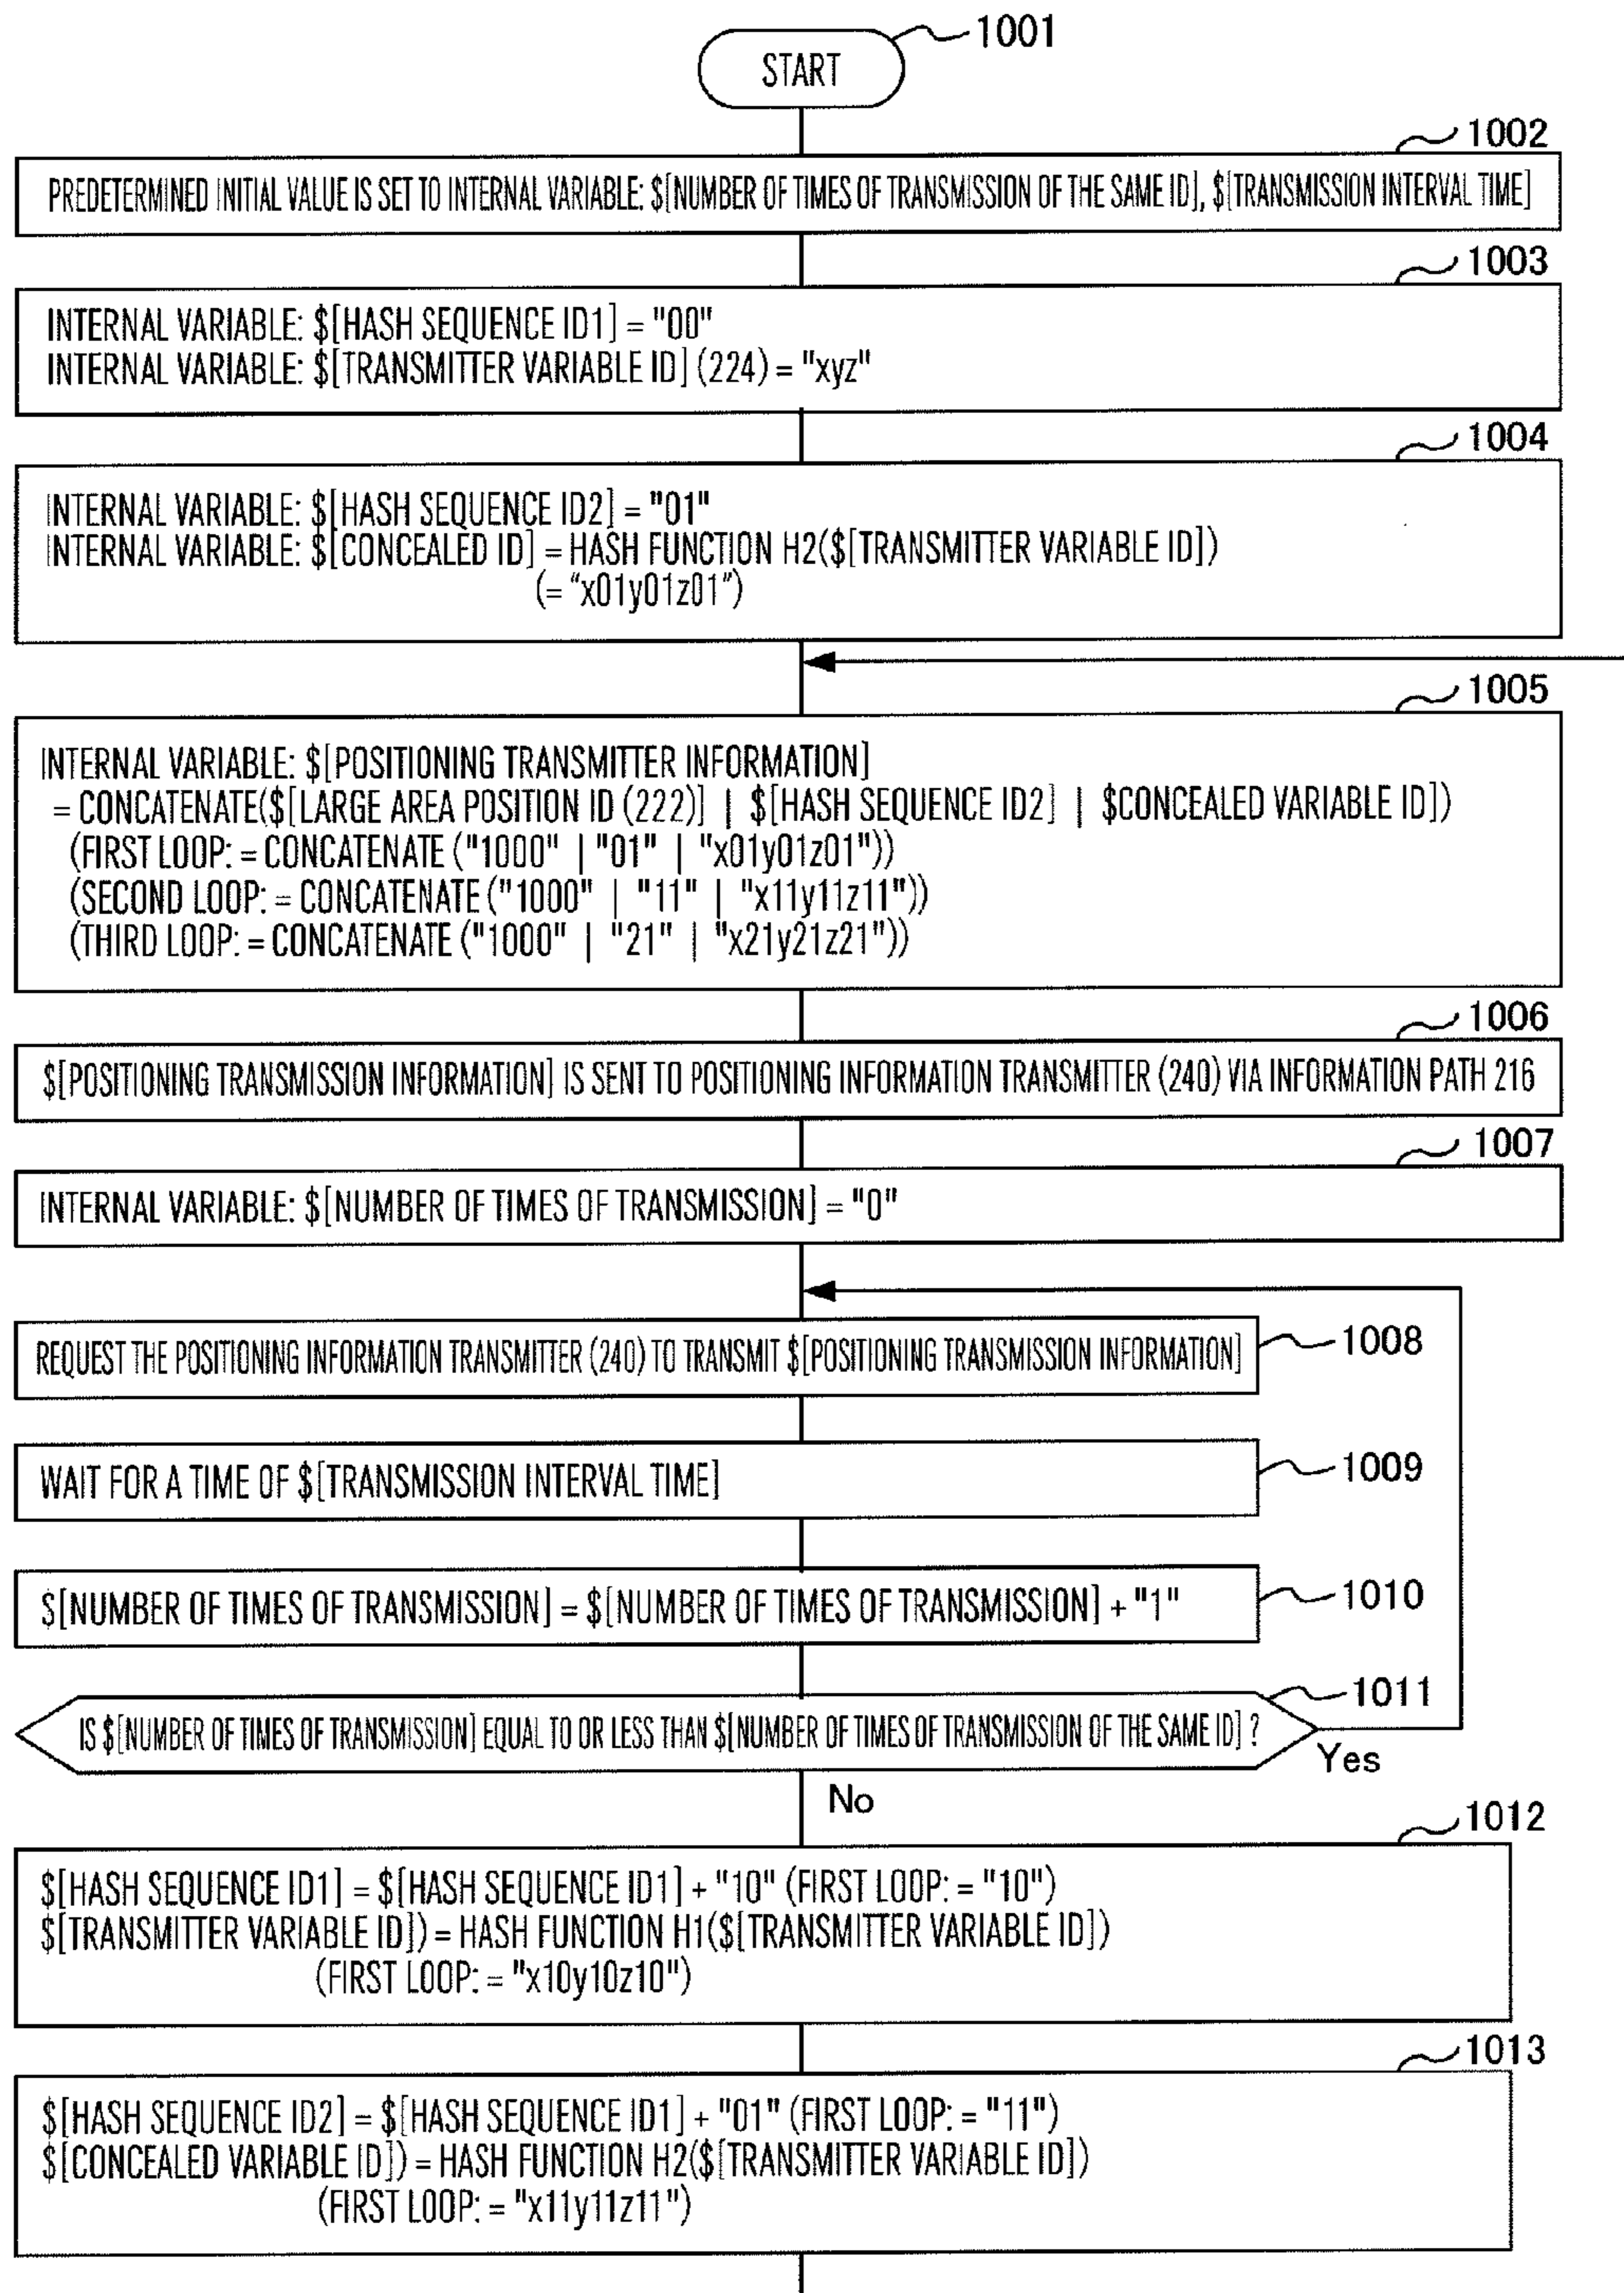 1001
START
1002
PREDETERMINED INITIAL VALUE IS SET TO INTERNAL VARIABLE: $[NUMBER OF TIMES OF TRANSMISSION OF THE SAME ID], $[TRANSMISSION INTERVAL TIME]
1003
INTERNAL VARIABLE: $[HASH SEQUENCE ID1] = "00"
INTERNAL VARIABLE: $[TRANSMITTER VARIABLE ID] (224) = "xyz"
1004
INTERNAL VARIABLE: $[HASH SEQUENCE ID2] = "01"
INTERNAL VARIABLE: $[CONCEALED ID] = HASH FUNCTION H2($[TRANSMITTER VARIABLE ID])
(= "x01y01z01")
1005
INTERNAL VARIABLE: $[POSITIONING TRANSMITTER INFORMATION]
= CONCATENATE($[LARGE AREA POSITION ID (222)] | $[HASH SEQUENCE ID2] | $CONCEALED VARIABLE ID])
(FIRST LOOP: = CONCATENATE ("1000" | "01" | "x01y01z01"))
(SECOND LOOP: = CONCATENATE ("1000" | "11" | "x11y11z11"))
(THIRD LOOP: = CONCATENATE ("1000" | "21" | "x21y21z21"))
1006
$[POSITIONING TRANSMISSION INFORMATION] IS SENT TO POSITIONING INFORMATION TRANSMITTER (240) VIA INFORMATION PATH 216
1007
INTERNAL VARIABLE: $[NUMBER OF TIMES OF TRANSMISSION] = "0"
REQUEST THE POSITIONING INFORMATION TRANSMITTER (240) TO TRANSMIT $[POSITIONING TRANSMISSION INFORMATION]
1008
WAIT FOR A TIME OF $[TRANSMISSION INTERVAL TIME]
1009
$[NUMBER OF TIMES OF TRANSMISSION] = $[NUMBER OF TIMES OF TRANSMISSION] + "1"
1010
1011
IS $[NUMBER OF TIMES OF TRANSMISSION] EQUAL TO OR LESS THAN $[NUMBER OF TIMES OF TRANSMISSION OF THE SAME ID] ?
Yes
No
1012
$[HASH SEQUENCE ID1] = $[HASH SEQUENCE ID1] + "10" (FIRST LOOP: = "10")
$[TRANSMITTER VARIABLE ID]) = HASH FUNCTION H1($[TRANSMITTER VARIABLE ID])
(FIRST LOOP: = "x10y10z10")
1013
$[HASH SEQUENCE ID2] = $[HASH SEQUENCE ID1] + "01" (FIRST LOOP: = "11")
$[CONCEALED VARIABLE ID]) = HASH FUNCTION H2($[TRANSMITTER VARIABLE ID])
(FIRST LOOP: = "x11y11z11")